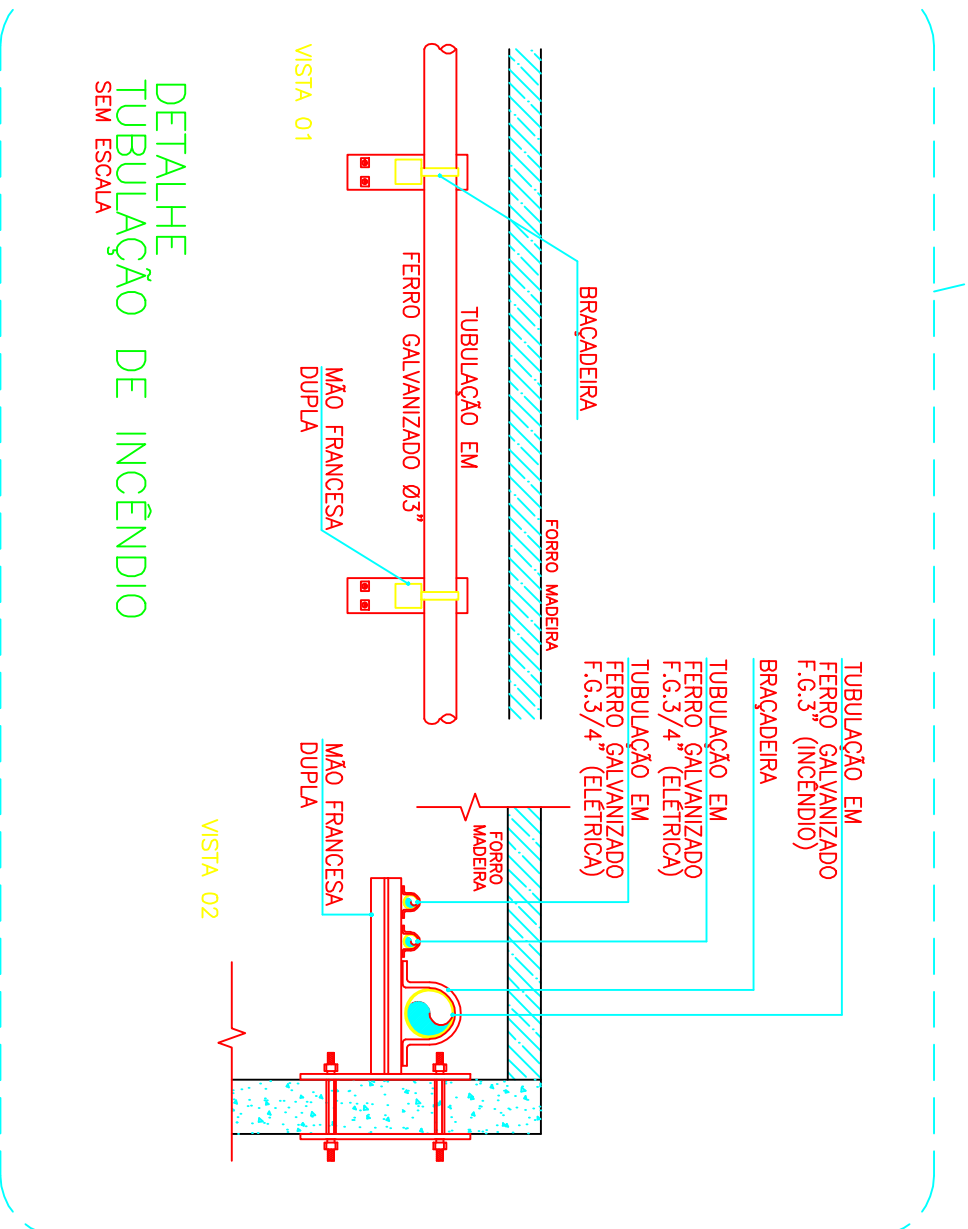 TUBULAÇÃO EM
FERRO GALVANIZADO
F.G.3" (INCÊNDIO)
BRAÇADEIRA
TUBULAÇÃO EM
FERRO GALVANIZADO
F.G.3/4" (ELÉTRICA)
TUBULAÇÃO EM
FERRO GALVANIZADO
F.G.3/4" (ELÉTRICA)
BRAÇADEIRA
FORRO MADEIRA
TUBULAÇÃO EM
FERRO GALVANIZADO Ø3"
FORRO
MADEIRA
MÃO FRANCESA
DUPLA
MÃO FRANCESA
DUPLA
VISTA 01
VISTA 02
DETALHE
TUBULAÇÃO DE INCÊNDIO
SEM ESCALA